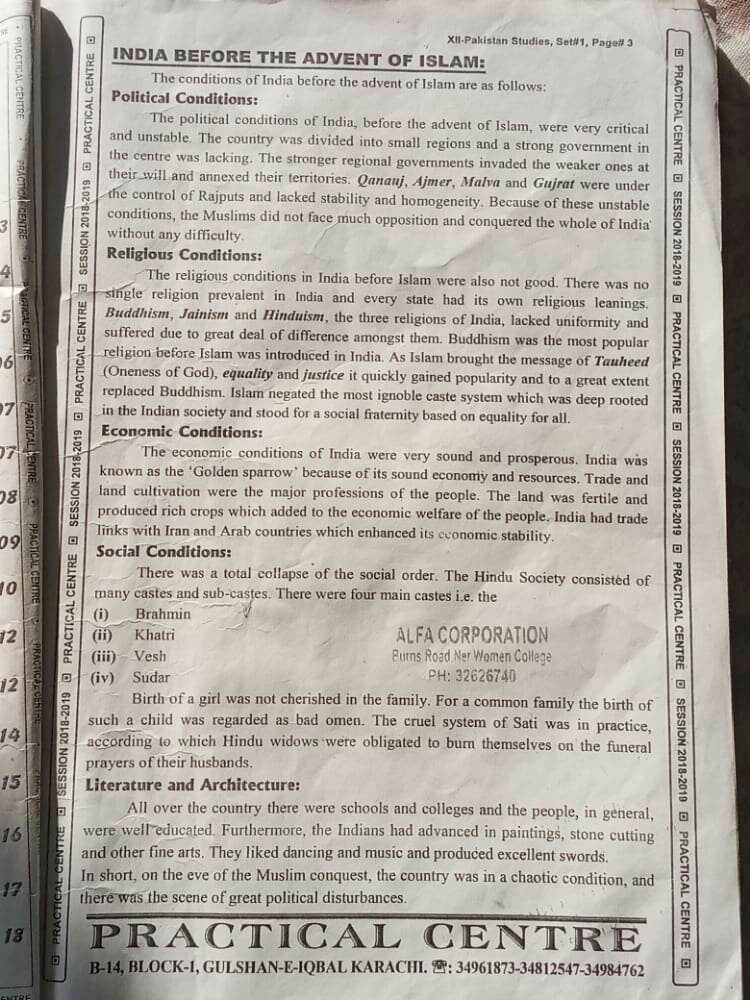 XII-Pakistan Studies, Set#1, Page# 3
INDIA BEFORE THE ADVENT OF ISLAM:
The conditions of India before the advent of Islam are as follows:
Political Conditions:
The political conditions of India, before the advent of Islam, were very critical
and unstable. The country was divided into small regions and a strong government in
the centre was lacking. The stronger regional governments invaded the weaker ones at
their will and annexed their territories. Qanauj, Ajmer, Malva and Gujrat were under
the control of Rajputs and lacked stability and homogeneity. Because of these unstable
conditions, the Muslims did not face much opposition and conquered the whole of India
without any difficulty.
Religious Conditions:
The religious conditions in India before Islam were also not good. There was no
single religion prevalent in India and every state had its own religious leanings.
Buddhism, Jainism and Hinduism, the three religions of India, lacked uniformity and
suffered due to great deal of difference amongst them. Buddhism was the most popular
religion before Islam was introduced in India. As Islam brought the message of Tauheed
(Oneness of God), equality and justice it quickly gained popularity and to a great extent
replaced Buddhism. Islam negated the most ignoble caste system which was deep rooted
in the Indian society and stood for a social fraternity based on equality for all.
Economic Conditions:
The economic conditions of India were very sound and prosperous. India was
known as the 'Golden sparrow' because of its sound economy and resources. Trade and
land cultivation were the major professions of the people. The land was fertile and
produced rich crops which added to the economic welfare of the people. India had trade
links with Iran and Arab countries which enhanced its economic stability.
Social Conditions:
There was a total collapse of the social order. The Hindu Society consisted of
many castes and sub-castes. There were four main castes i.e. the
(i) Brahmin
(ii) Khatri
(iii) Vesh
(iv) Sudar
ALFA CORPORATION
Burns Road Ner Women College
PH: 32626740
Birth of a girl was not cherished in the family. For a common family the birth of
such a child was regarded as bad omen. The cruel system of Sati was in practice,
according to which Hindu widows were obligated to burn themselves on the funeral
prayers of their husbands.
Literature and Architecture:
All over the country there were schools and colleges and the people, in general,
were well educated. Furthermore, the Indians had advanced in paintings, stone cutting
and other fine arts. They liked dancing and music and produced excellent swords.
In short, on the eve of the Muslim conquest, the country was in a chaotic condition, and
there was the scene of great political disturbances.
PRACTICAL CENTRE
B-14, BLOCK-1, GULSHAN-E-IQBAL KARACHI. ☎: 34961873-34812547-34984762
PRACTICAL CENTRE SESSION 2018-2019 PRACTICAL CENTRE SESSION 2018-2019 PRACTICAL CENTRE SESSION 2018-2019 PRACTICAL CENTRE
PRACTICAL CENTRE SESSION 2018-2019 PRACTICAL CENTRE SESSION 2018-2019 PRACTICAL CENTRE SESSION 2018-2019 PRACTICAL CENTRE
3
4
5
06
07
07
08
09
10
12
12
14
15
16
17
18
PRACTICAL CENTRE
PRACTICAL CENTRE
PRACTICAL CENTRE
PRACTICAL CENTRE
PRACTICAL CENTRE
PRACTICAL CENTRE